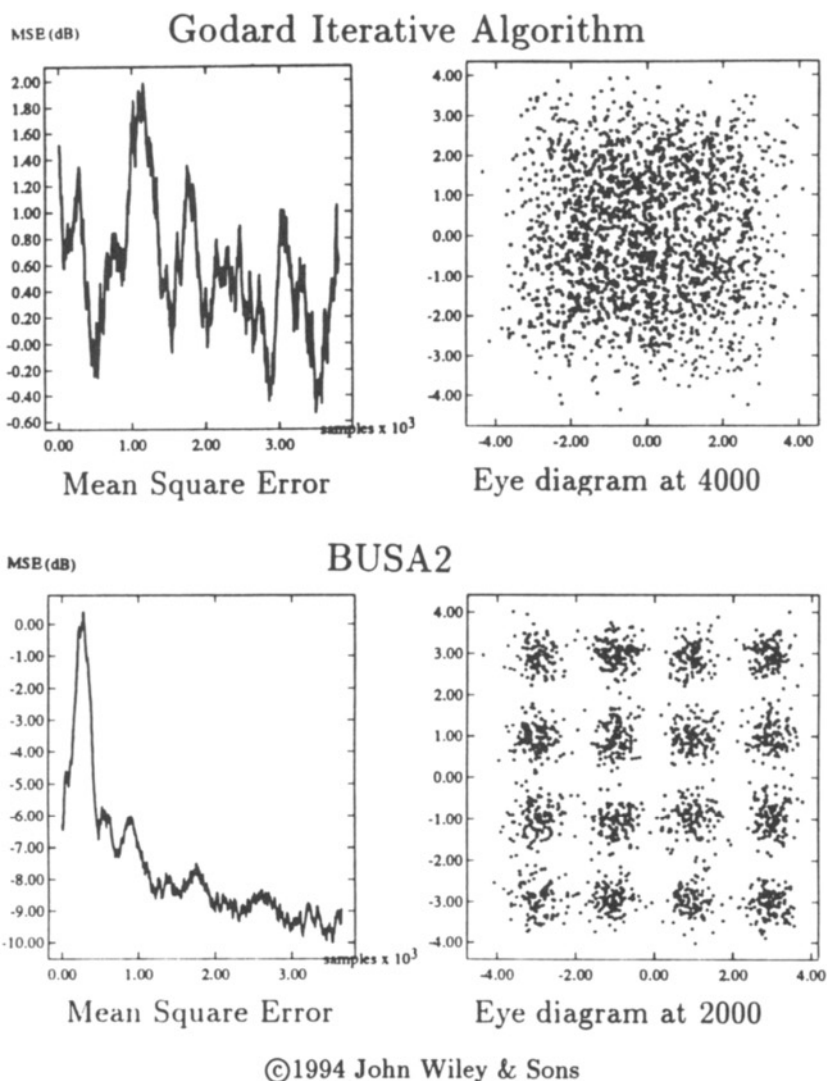 MSE (dB)
Godard Iterative Algorithm
2.00
1.80
1.60
1.40
1.20
1.00
0.80
0.60
0.40
0.20
-0.00
-0.20
-0.40
-0.60
samples x 10³
0.00 1.00 2.00 3.00
Mean Square Error
4.00
3.00
2.00
1.00
0.00
-1.00
-2.00
-3.00
-4.00
-4.00 -2.00 0.00 2.00 4.00
Eye diagram at 4000
MSE (dB)
BUSA2
0.00
-1.00
-2.00
-3.00
-4.00
-5.00
-6.00
-7.00
-8.00
-9.00
-10.00
samples x 10³
0.00 1.00 2.00 3.00
Mean Square Error
4.00
3.00
2.00
1.00
0.00
-1.00
-2.00
-3.00
-4.00
-4.00 -2.00 0.00 2.00 4.00
Eye diagram at 2000
©1994 John Wiley & Sons